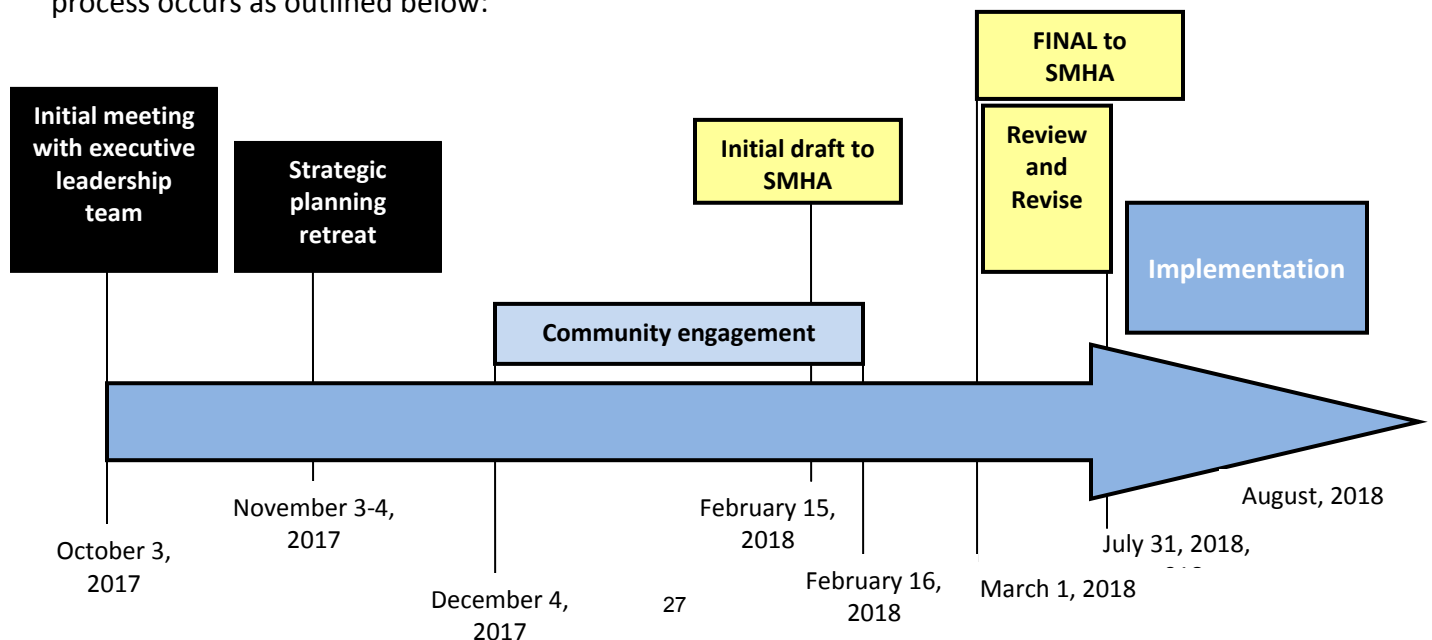 process occurs as outlined below:
FINAL to
SMHA
Initial meeting
with executive
leadership
team
Strategic
planning
retreat
Initial draft to
SMHA
Review
and
Revise
Implementation
Community engagement
October 3,
2017
November 3-4,
2017
December 4,
2017
February 15,
2018
February 16,
2018
March 1, 2018
July 31, 2018,
August, 2018
27